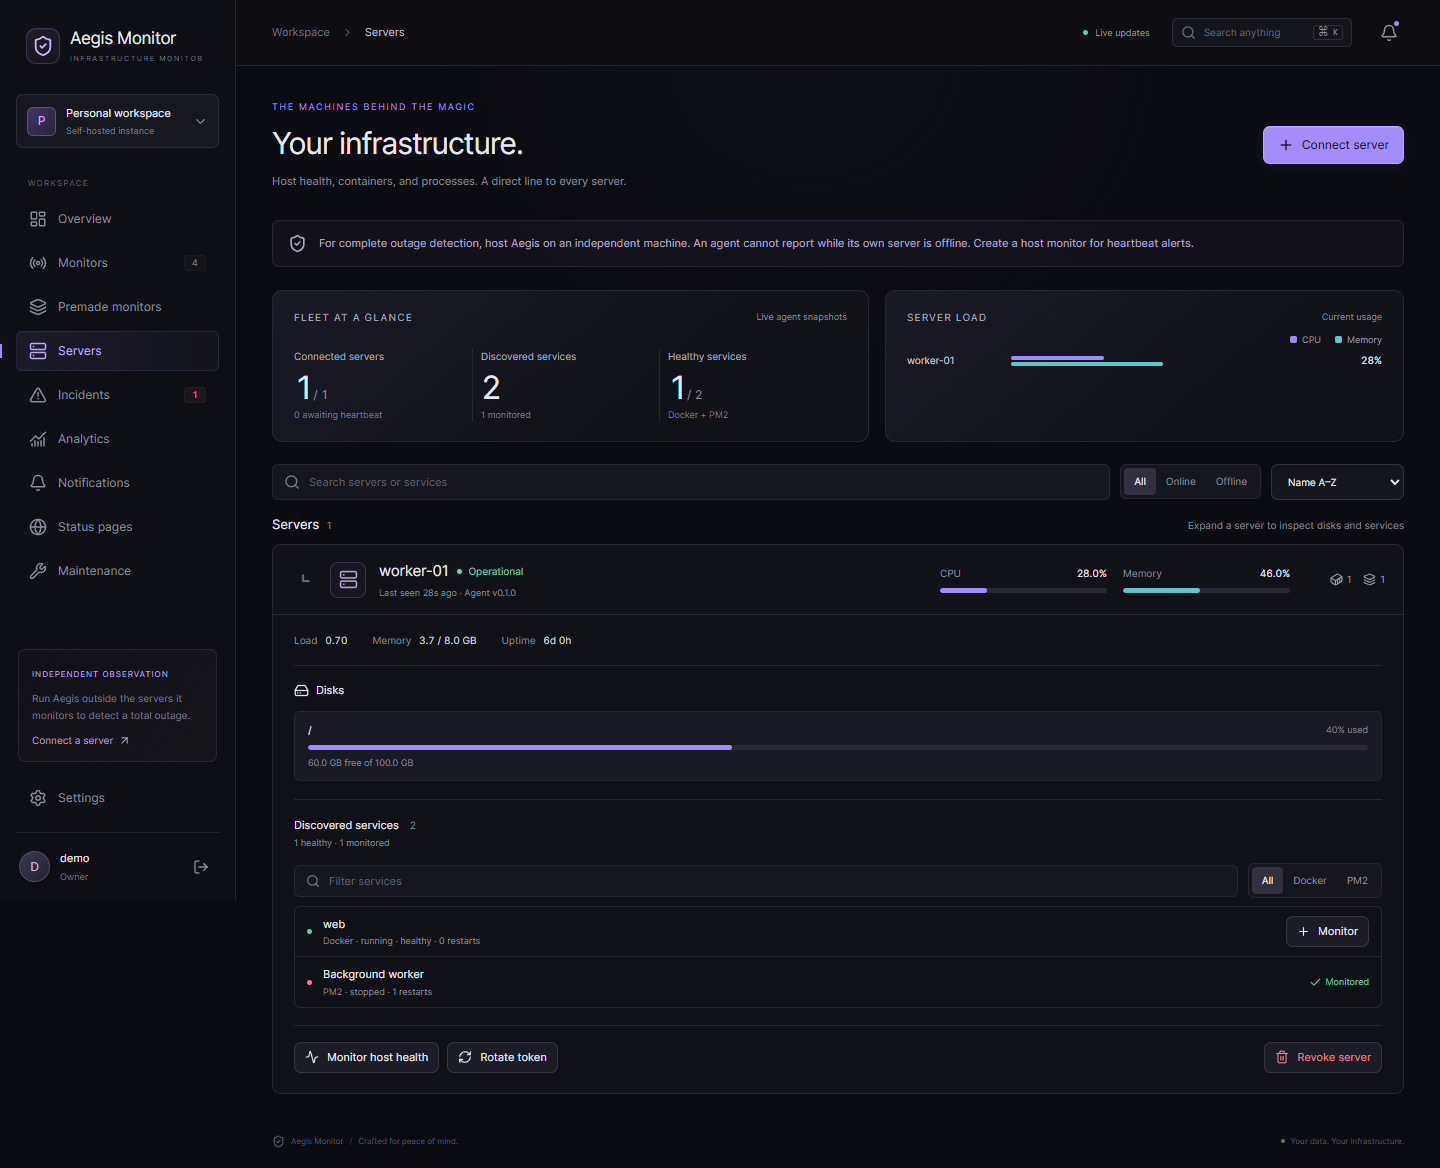 Aegis Monitor
INFRASTRUCTURE MONITOR
P
Personal workspace
Self-hosted instance
WORKSPACE
Overview
Monitors 4
Premade monitors
Servers
Incidents 1
Analytics
Notifications
Status pages
Maintenance
INDEPENDENT OBSERVATION
Run Aegis outside the servers it
monitors to detect a total outage.
Connect a server
Settings
D
demo
Owner
Workspace Servers
Live updates
Search anything ⌘ K
THE MACHINES BEHIND THE MAGIC
Your infrastructure.
Host health, containers, and processes. A direct line to every server.
Connect server
For complete outage detection, host Aegis on an independent machine. An agent cannot report while its own server is offline. Create a host monitor for heartbeat alerts.
FLEET AT A GLANCE Live agent snapshots
Connected servers Discovered services Healthy services
1 / 1 2 1 / 2
0 awaiting heartbeat 1 monitored Docker + PM2
SERVER LOAD Current usage
CPU Memory
worker-01 28%
Search servers or services
All Online Offline
Name A–Z
Servers 1 Expand a server to inspect disks and services
worker-01 Operational
Last seen 28s ago · Agent v0.1.0
CPU 28.0% Memory 46.0%
1 1
Load 0.70 Memory 3.7 / 8.0 GB Uptime 6d 0h
Disks
/ 40% used
60.0 GB free of 100.0 GB
Discovered services 2
1 healthy · 1 monitored
Filter services
All Docker PM2
web
Docker · running · healthy · 0 restarts
Monitor
Background worker
PM2 · stopped · 1 restarts
Monitored
Monitor host health Rotate token Revoke server
Aegis Monitor / Crafted for peace of mind. Your data. Your infrastructure.